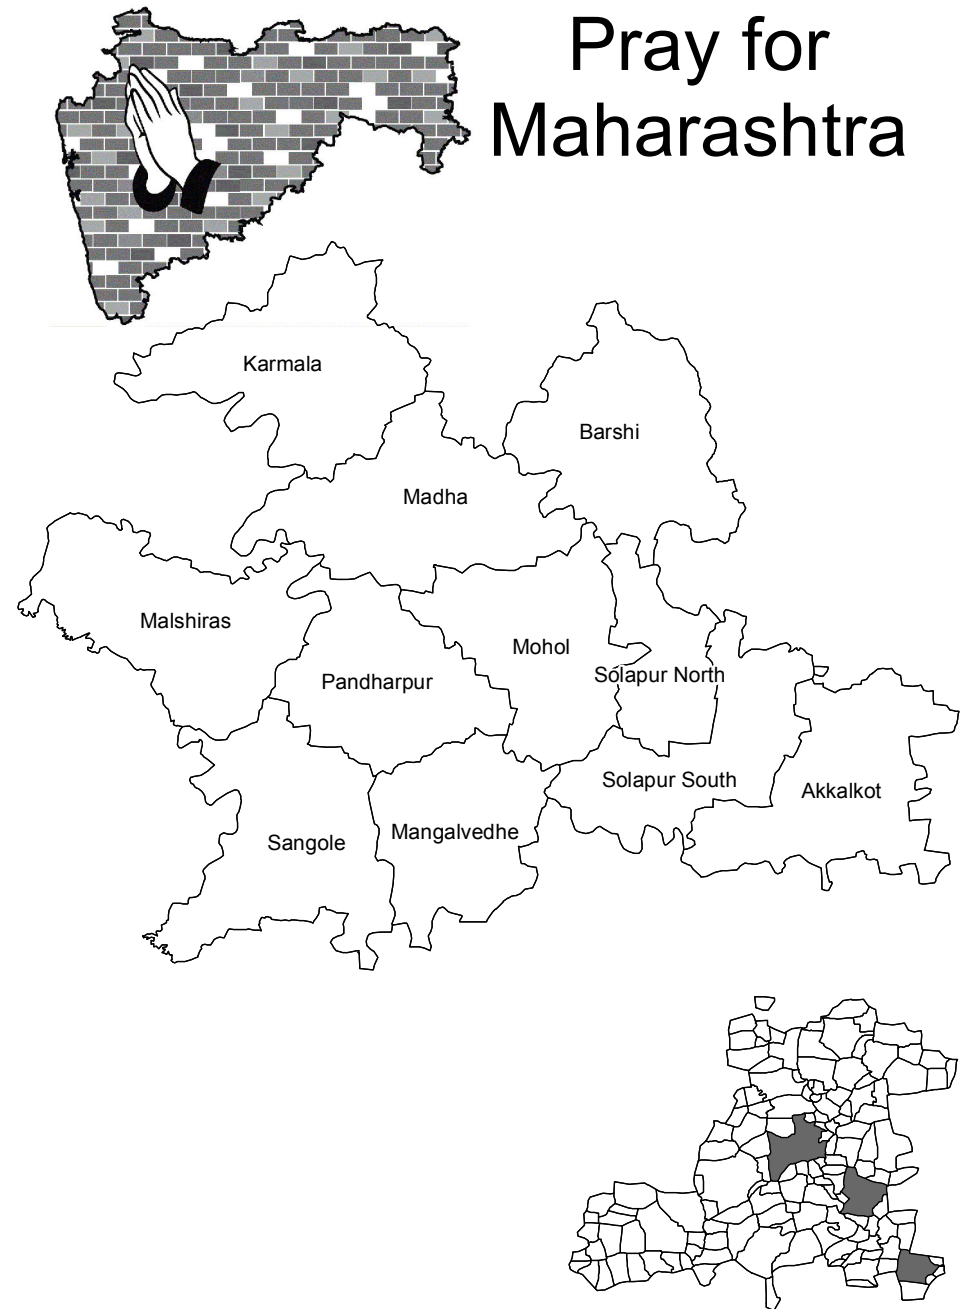 Pray for
Maharashtra
Karmala
Barshi
Madha
Malshiras
Mohol
Solapur North
Pandharpur
Solapur South
Akkalkot
Mangalvedhe
Sangole